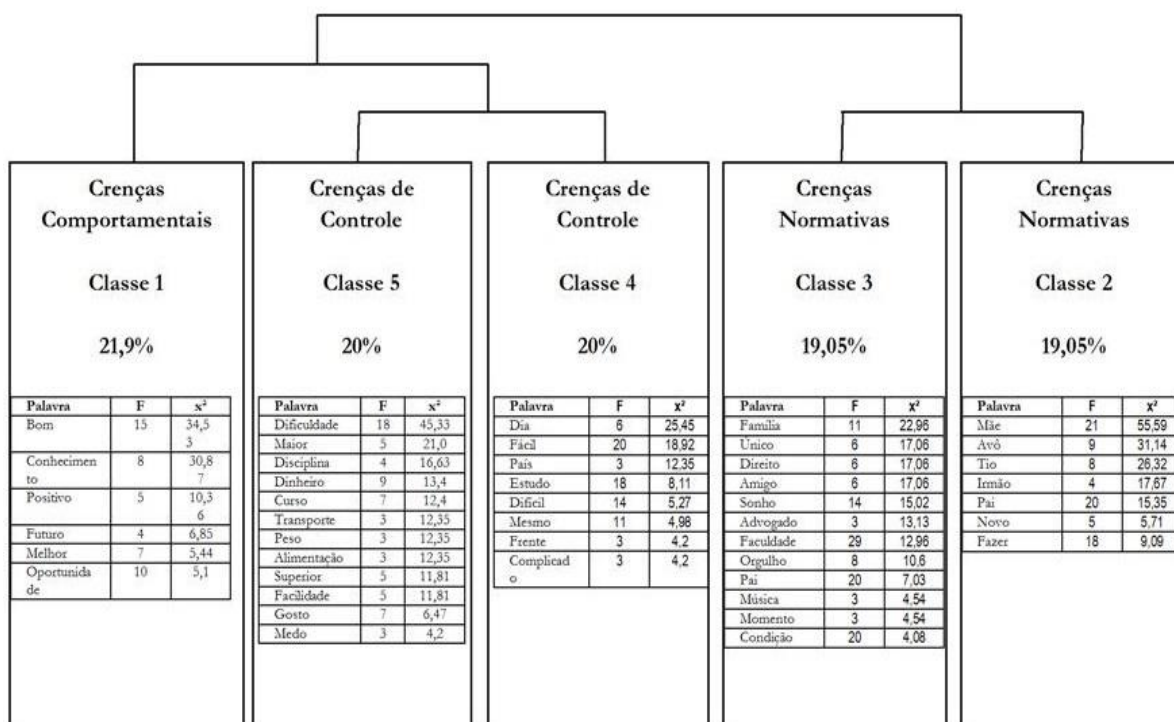 Crenças
Comportamentais
Classe 1
21,9%
Palavra F x²
Bom 15 34,5
3
Conhecimen 8 30,8
to 7
Positivo 5 10,3
6
Futuro 4 6,85
Melhor 7 5,44
Oportunida 10 5,1
de
Crenças de
Controle
Classe 5
20%
Palavra F x²
Dificuldade 18 45,33
Maior 5 21,0
Disciplina 4 16,63
Dinheiro 9 13,4
Curso 7 12,4
Transporte 3 12,35
Peso 3 12,35
Alimentação 3 12,35
Superior 5 11,81
Facilidade 5 11,81
Gosto 7 6,47
Medo 3 4,2
Crenças de
Controle
Classe 4
20%
Palavra F x²
Dia 6 25,45
Fácil 20 18,92
País 3 12,35
Estudo 18 8,11
Difícil 14 5,27
Mesmo 11 4,98
Frente 3 4,2
Complicad 3 4,2
o
Crenças
Normativas
Classe 3
19,05%
Palavra F x²
Família 11 22,96
Único 6 17,06
Direito 6 17,06
Amigo 6 17,06
Sonho 14 15,02
Advogado 3 13,13
Faculdade 29 12,96
Orgulho 8 10,6
Pai 20 7,03
Música 3 4,54
Momento 3 4,54
Condição 20 4,08
Crenças
Normativas
Classe 2
19,05%
Palavra F x²
Mãe 21 55,59
Avô 9 31,14
Tio 8 26,32
Irmão 4 17,67
Pai 20 15,35
Novo 5 5,71
Fazer 18 9,09